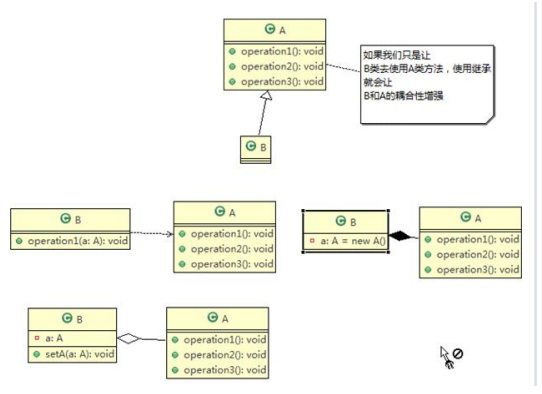 A
operation1(): void
operation2(): void
operation3(): void
如果我们只是让
B类去使用A类方法，使用继承
就会让
B和A的耦合性增强
B
B
operation1(a: A): void
A
operation1(): void
operation2(): void
operation3(): void
B
a: A = new A()
A
operation1(): void
operation2(): void
operation3(): void
B
a: A
setA(a: A): void
A
operation1(): void
operation2(): void
operation3(): void